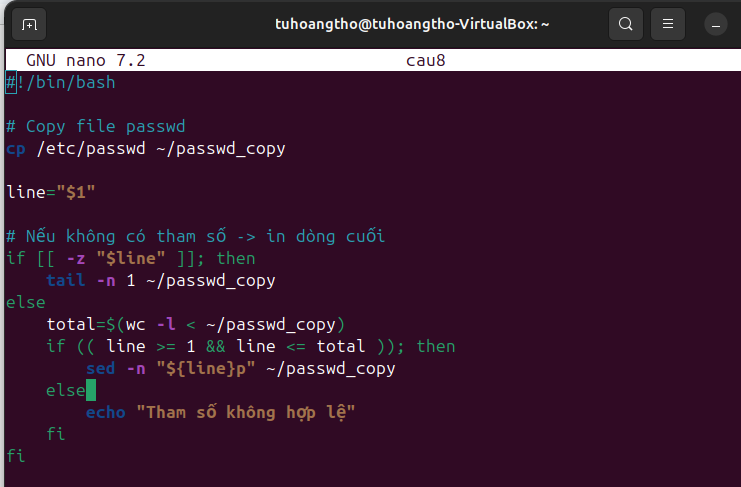 tuhoangtho@tuhoangtho-VirtualBox: ~
GNU nano 7.2 cau8
#!/bin/bash
# Copy file passwd
cp /etc/passwd ~/passwd_copy
line="$1"
# Nếu không có tham số -> in dòng cuối
if [[ -z "$line" ]]; then
    tail -n 1 ~/passwd_copy
else
    total=$(wc -l < ~/passwd_copy)
    if (( line >= 1 && line <= total )); then
        sed -n "${line}p" ~/passwd_copy
    else
        echo "Tham số không hợp lệ"
    fi
fi